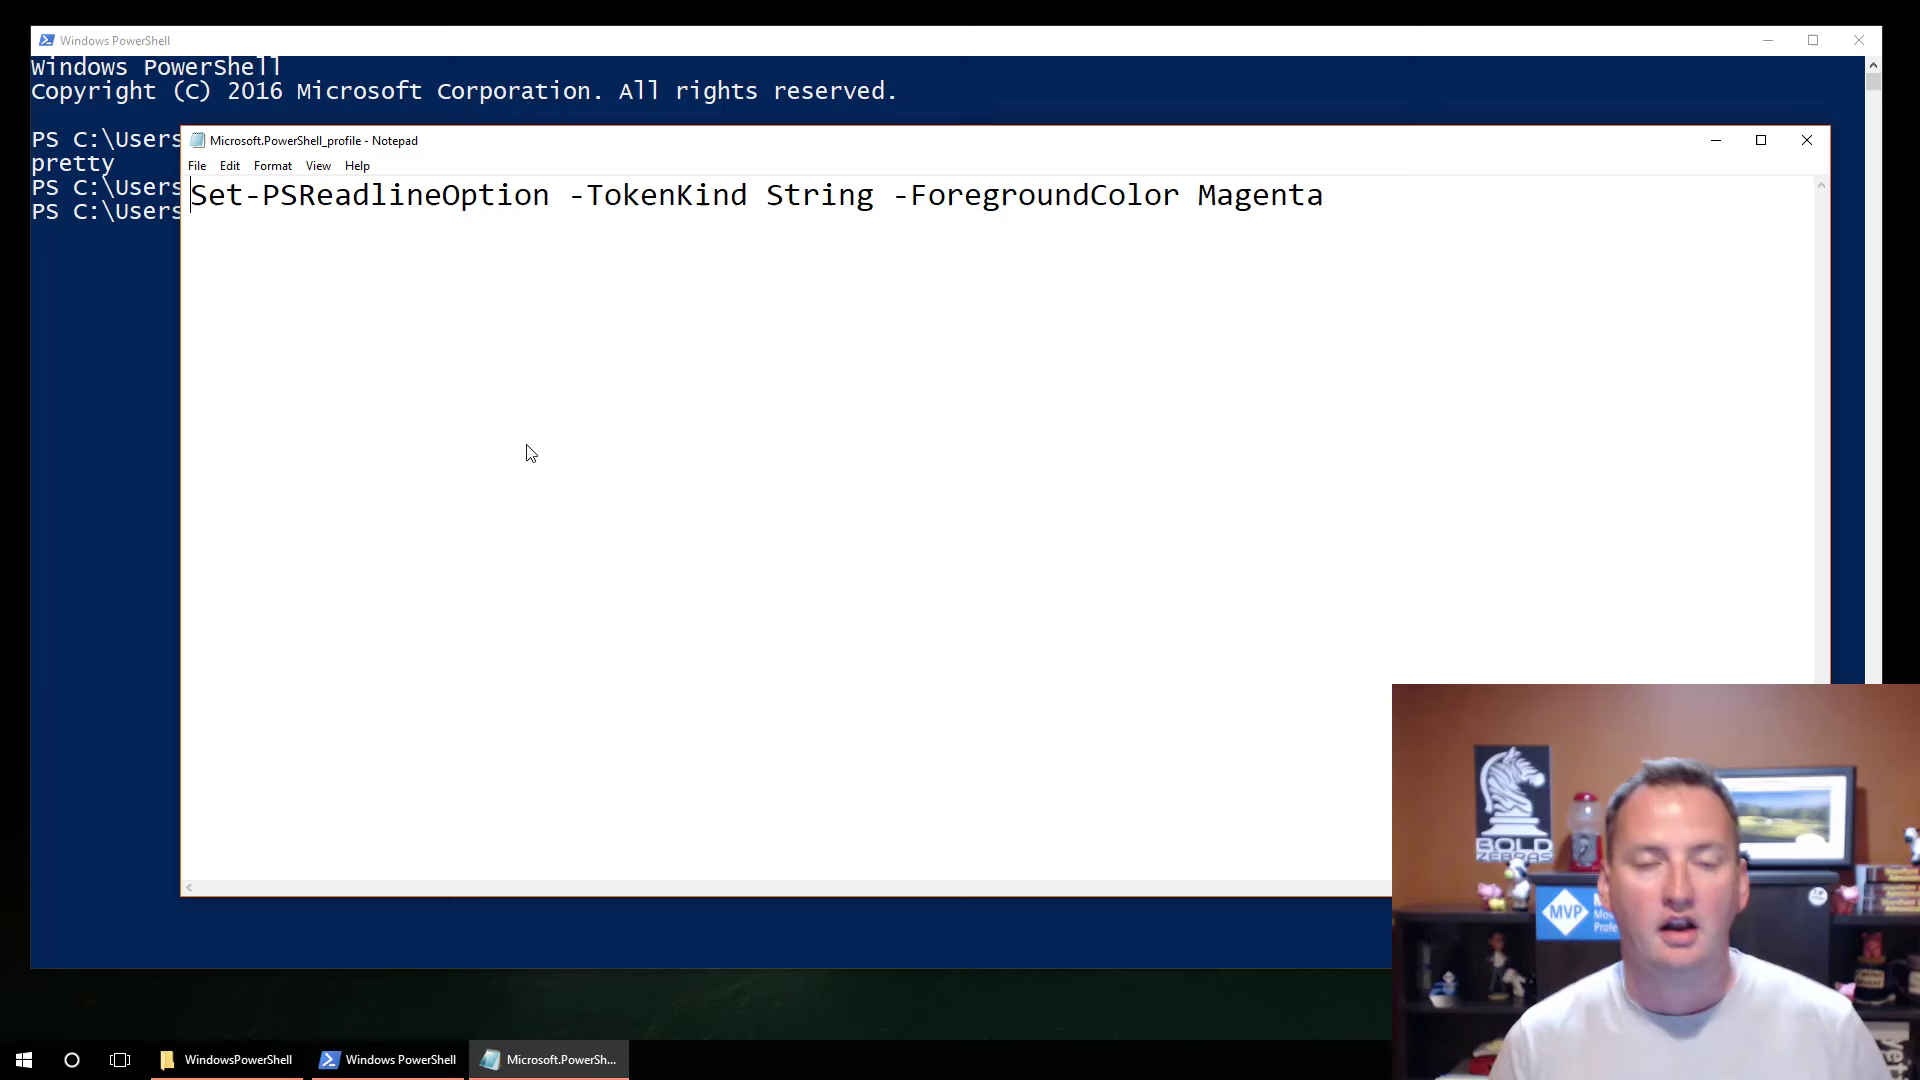 Windows PowerShell
Windows PowerShell
Copyright (C) 2016 Microsoft Corporation. All rights reserved.
PS C:\Users
pretty
PS C:\Users
PS C:\Users
Microsoft.PowerShell_profile - Notepad
File Edit Format View Help
Set-PSReadlineOption -TokenKind String -ForegroundColor Magenta
BOLD
ZEBRAS
MVP
WindowsPowerShell
Windows PowerShell
Microsoft.PowerSh...